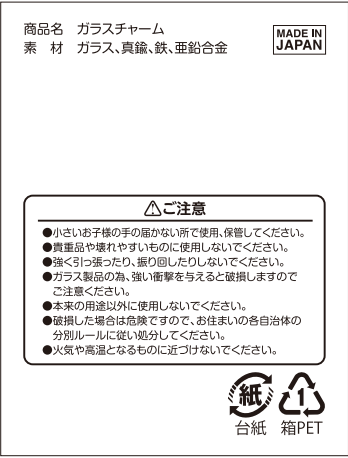 商品名 ガラスチャーム
素 材 ガラス、真鍮、鉄、亜鉛合金
MADE IN
JAPAN
⚠ご注意
●小さいお子様の手の届かない所で使用、保管してください。
●貴重品や壊れやすいものに使用しないでください。
●強く引っ張ったり、振り回したりしないでください。
●ガラス製品の為、強い衝撃を与えると破損しますので
ご注意ください。
●本来の用途以外に使用しないでください。
●破損した場合は危険ですので、お住まいの各自治体の
分別ルールに従い処分してください。
●火気や高温となるものに近づけないでください。
紙
1
台紙 箱PET